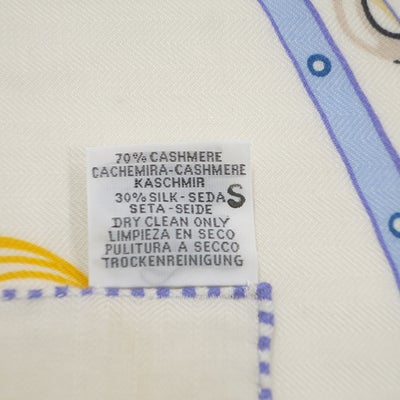 70% CASHMERE
CACHEMIRA-CASHMERE
KASCHMIR
30% SILK-SEDA S
SETA-SEIDE
DRY CLEAN ONLY
LIMPIEZA EN SECO
PULITURA A SECCO
TROCKENREINIGUNG